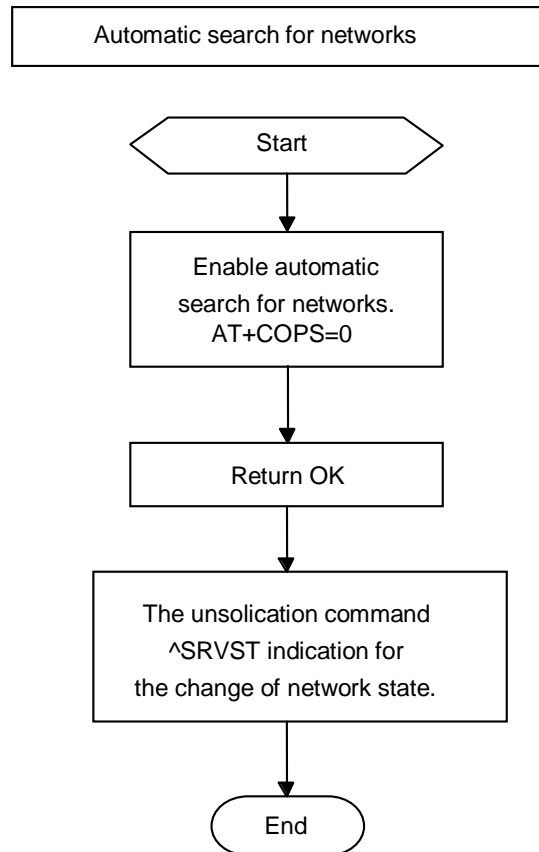 Automatic search for networks
Start
Enable automatic
search for networks.
AT+COPS=0
Return OK
The unsolication command
^SRVST indication for
the change of network state.
End